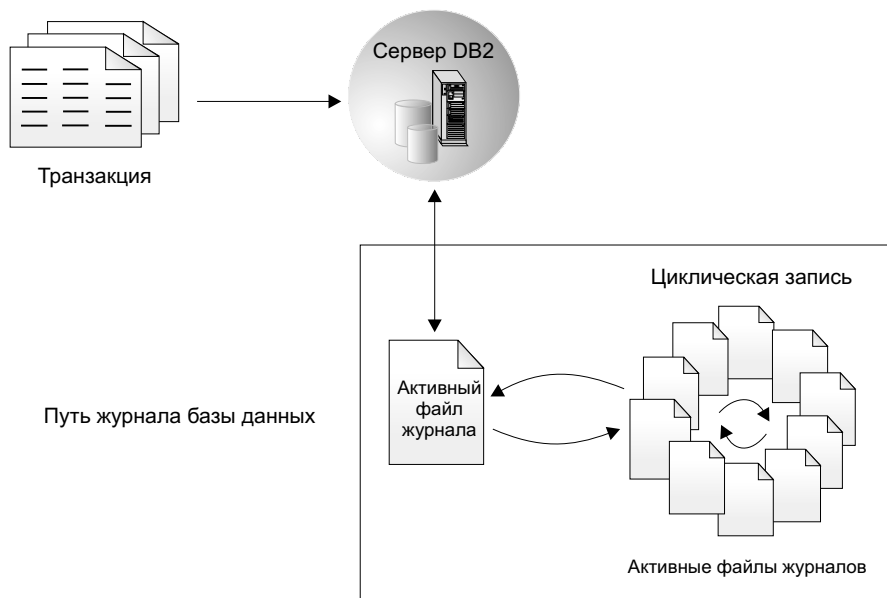 Сервер DB2
Транзакция
Циклическая запись
Активный
файл
журнала
Путь журнала базы данных
Активные файлы журналов